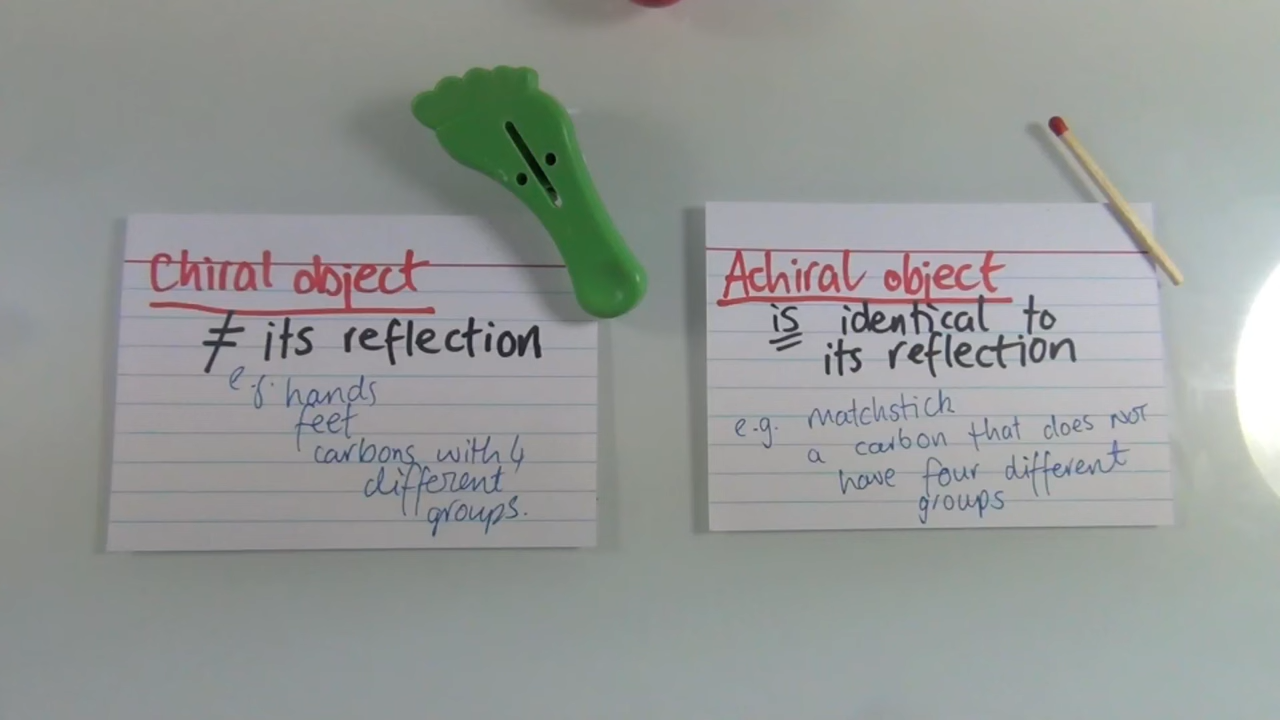 Chiral object
≠ its reflection
e.g. hands
feet
carbons with 4
different
groups.
Achiral object
is identical to
its reflection
e.g. matchstick
a carbon that does NOT
have four different
groups